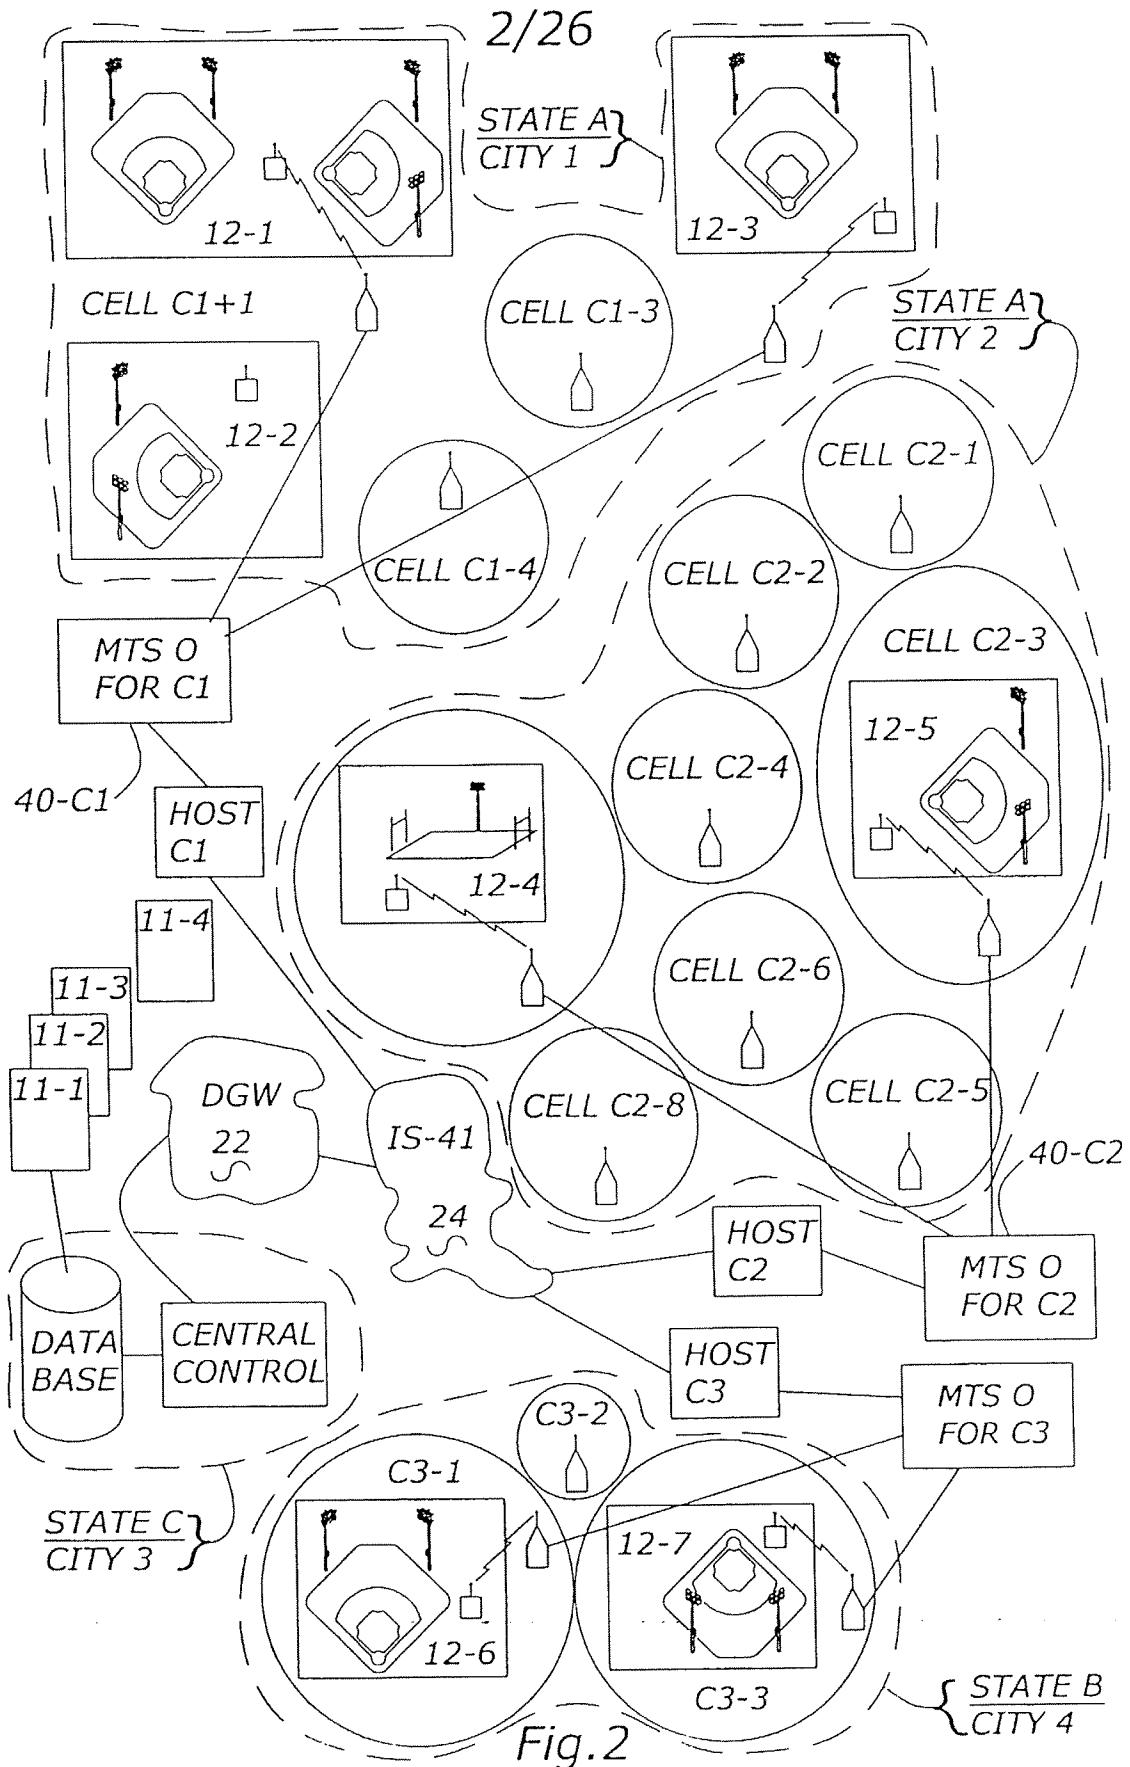 2/26
STATE A
CITY 1
12-1
12-3
CELL C1+1
CELL C1-3
STATE A
CITY 2
12-2
CELL C2-1
CELL C1-4
CELL C2-2
MTS O
FOR C1
CELL C2-3
12-5
40-C1
HOST
C1
CELL C2-4
12-4
11-4
11-3
11-2
11-1
CELL C2-6
DGW
22
IS-41
24
CELL C2-8
CELL C2-5
40-C2
HOST
C2
MTS O
FOR C2
DATA
BASE
CENTRAL
CONTROL
HOST
C3
MTS O
FOR C3
C3-2
C3-1
STATE C
CITY 3
12-7
12-6
C3-3
STATE B
CITY 4
Fig.2